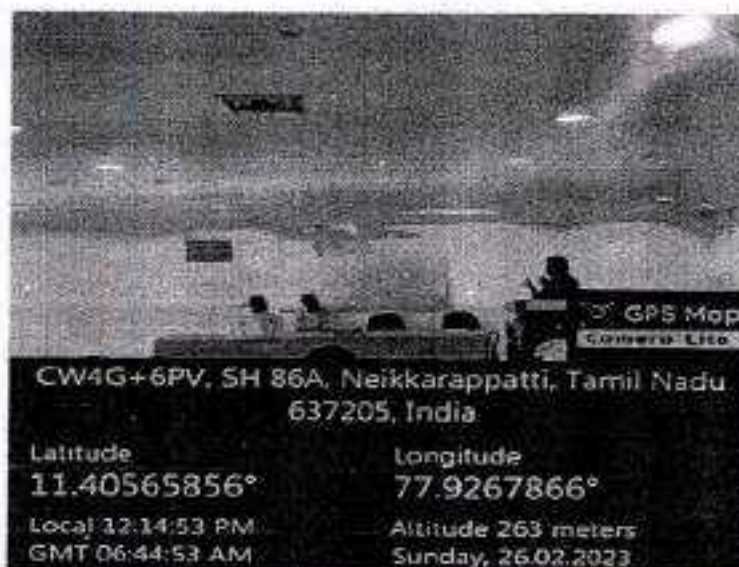 GPS Map
Camera Lite
CW4G+6PV, SH 86A, Neikkarappatti, Tamil Nadu
637205, India
Latitude
11.40565856°
Longitude
77.9267866°
Local 12:14:53 PM
GMT 06:44:53 AM
Altitude 263 meters
Sunday, 26.02.2023